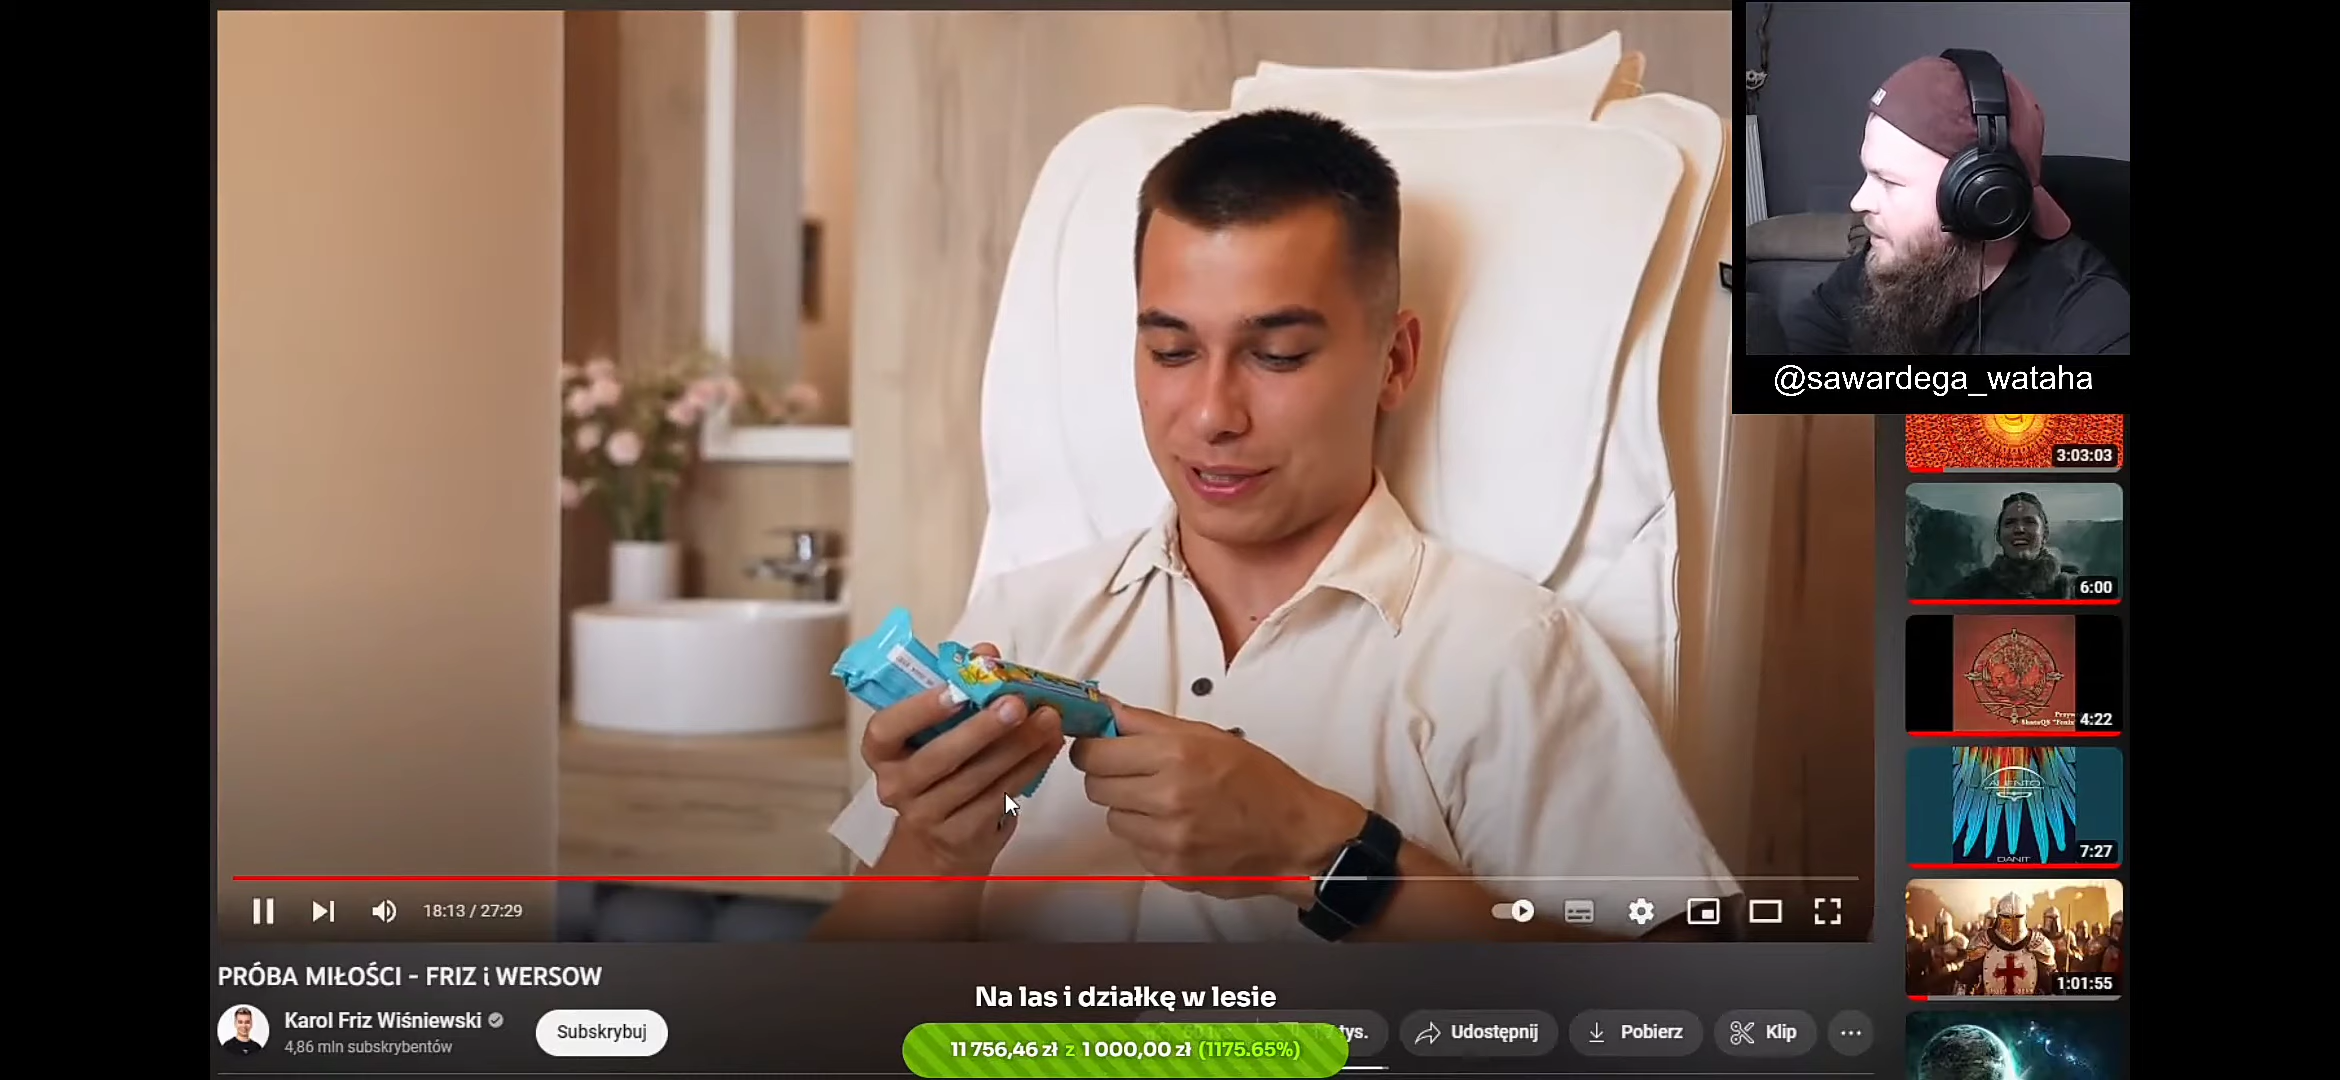 @sawardega_wataha
3:03:03
6:00
4:22
ALIENTO
DANIT
7:27
1:01:55
18:13 / 27:29
PRÓBA MIŁOŚCI - FRIZ i WERSOW
Karol Friz Wiśniewski
4,86 mln subskrybentów
Subskrybuj
Na las i działkę w lesie
11 756,46 zł z 1 000,00 zł (1175.65%)
tys.
Udostępnij
Pobierz
Klip